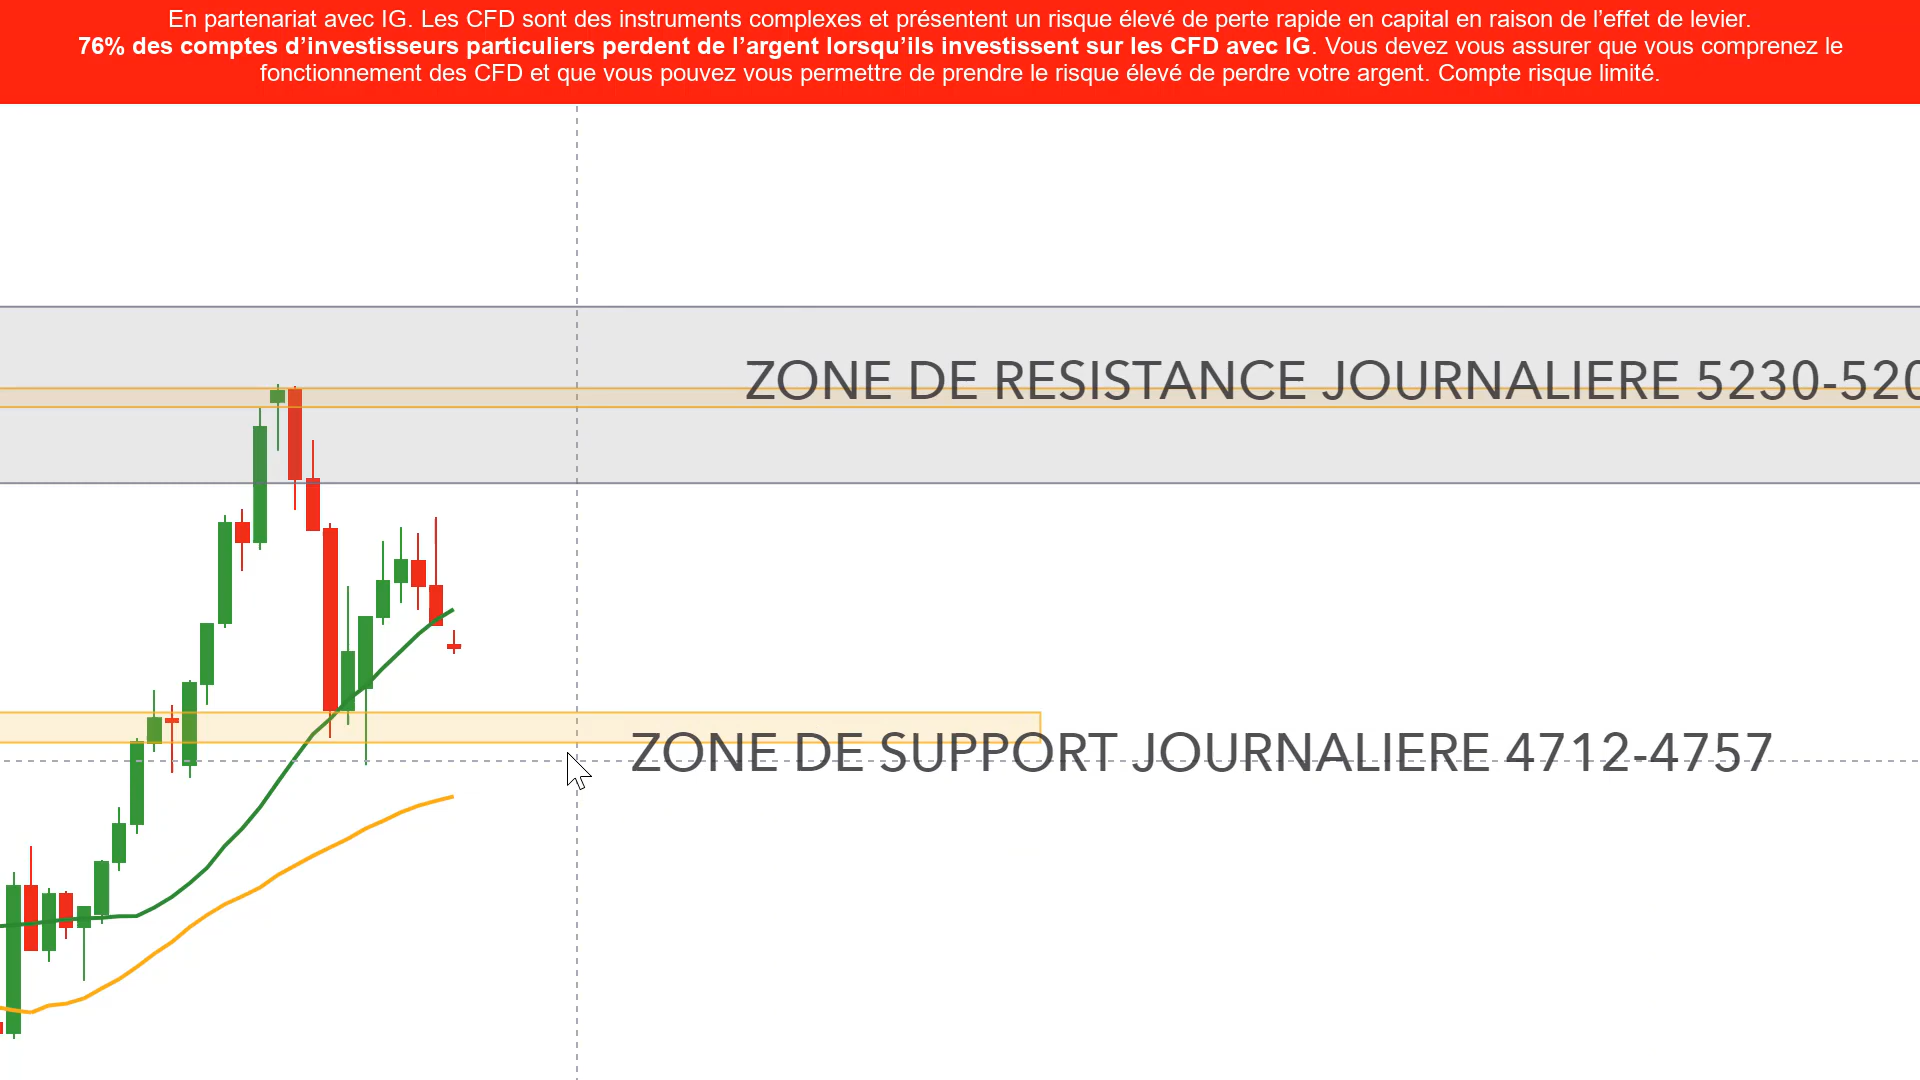 En partenariat avec IG. Les CFD sont des instruments complexes et présentent un risque élevé de perte rapide en capital en raison de l’effet de levier.
76% des comptes d’investisseurs particuliers perdent de l’argent lorsqu’ils investissent sur les CFD avec IG. Vous devez vous assurer que vous comprenez le
fonctionnement des CFD et que vous pouvez vous permettre de prendre le risque élevé de perdre votre argent. Compte risque limité.
ZONE DE RESISTANCE JOURNALIERE 5230-520
ZONE DE SUPPORT JOURNALIERE 4712-4757